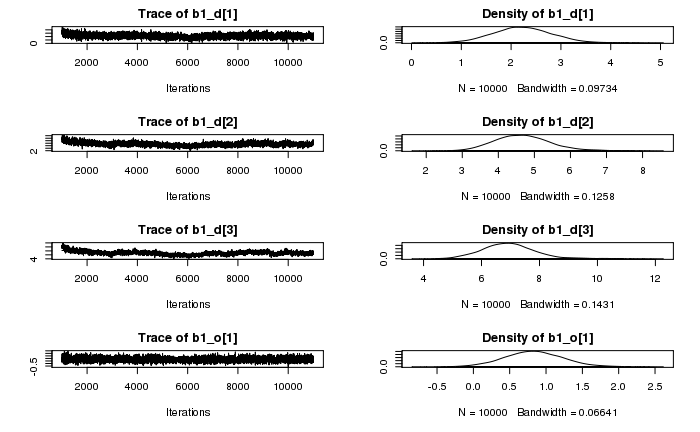 Trace of b1_d[1]
Density of b1_d[1]
0
2000 4000 6000 8000 10000
Iterations
0.0
0 1 2 3 4 5
N = 10000 Bandwidth = 0.09734
Trace of b1_d[2]
Density of b1_d[2]
2
2000 4000 6000 8000 10000
Iterations
0.0
2 3 4 5 6 7 8
N = 10000 Bandwidth = 0.1258
Trace of b1_d[3]
Density of b1_d[3]
4
2000 4000 6000 8000 10000
Iterations
0.0
4 6 8 10 12
N = 10000 Bandwidth = 0.1431
Trace of b1_o[1]
Density of b1_o[1]
-0.5
2000 4000 6000 8000 10000
Iterations
0.0
-0.5 0.0 0.5 1.0 1.5 2.0 2.5
N = 10000 Bandwidth = 0.06641